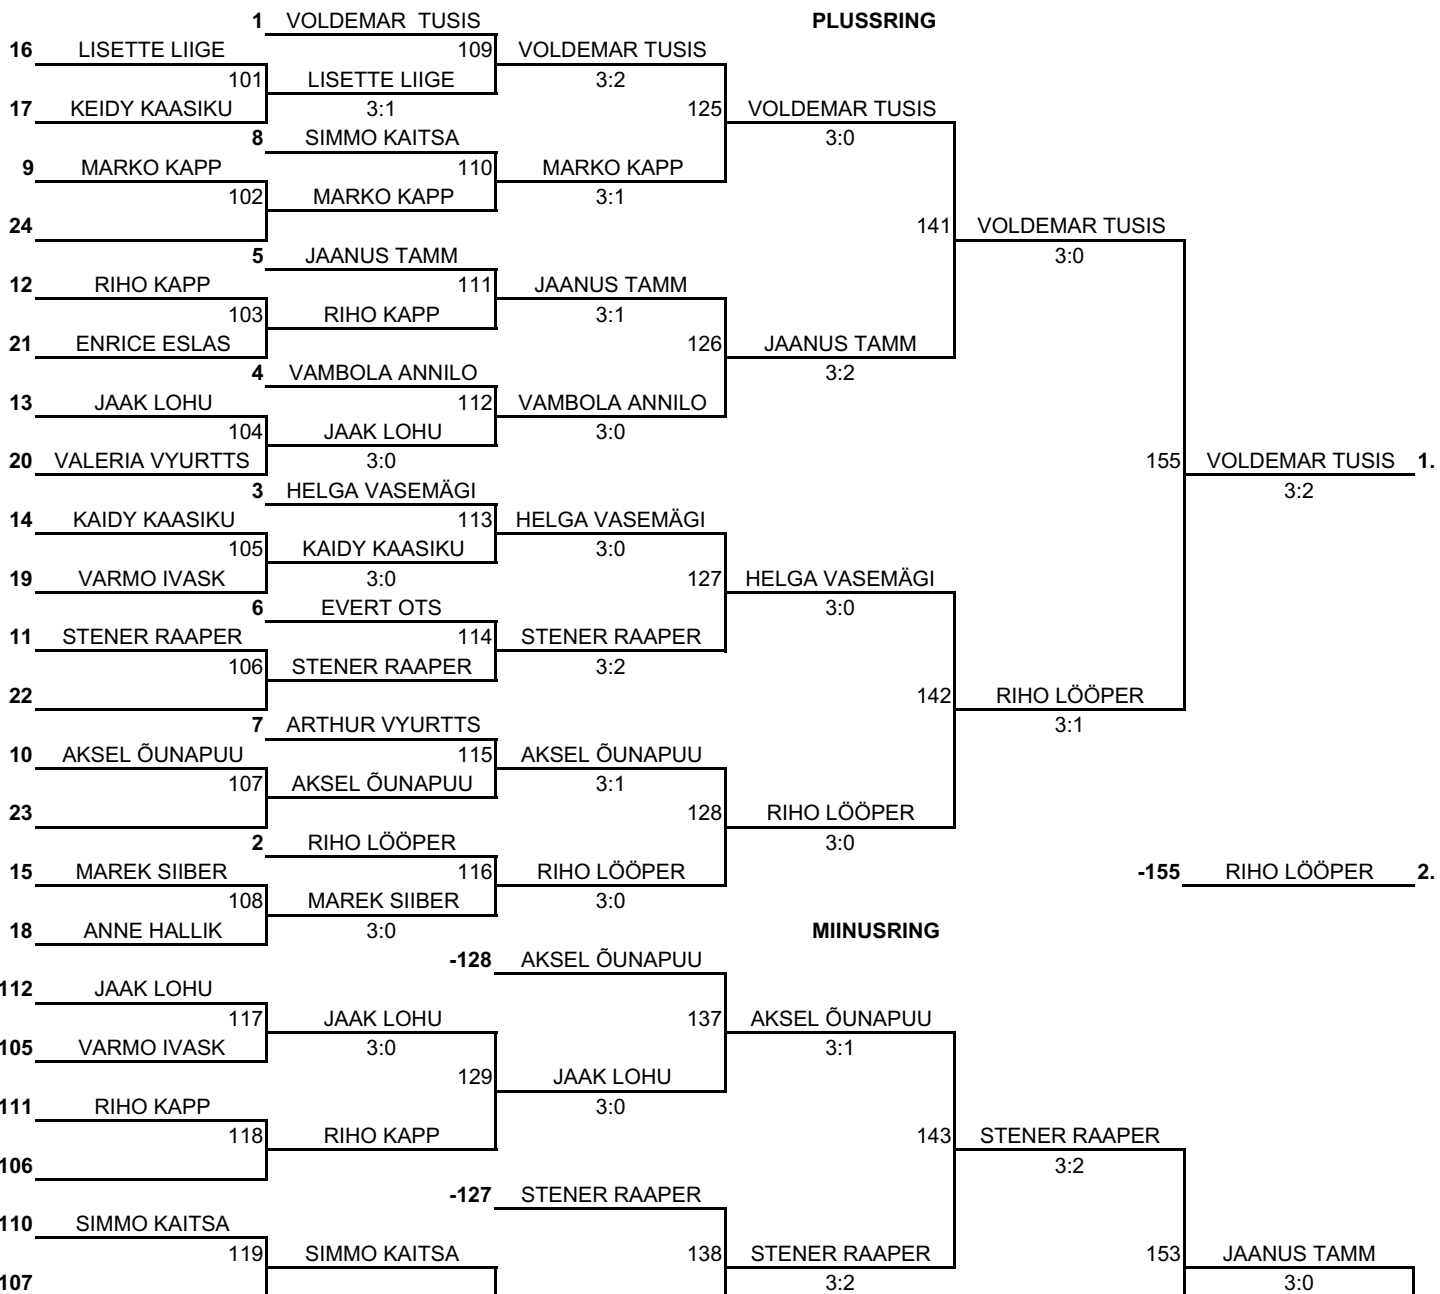 1 VOLDEMAR TUSIS PLUSSRING
16 LISETTE LIIGE 109 VOLDEMAR TUSIS
101 LISETTE LIIGE 3:2
17 KEIDY KAASIKU 3:1 125 VOLDEMAR TUSIS
8 SIMMO KAITSA 3:0
9 MARKO KAPP 110 MARKO KAPP
102 MARKO KAPP 3:1
24 141 VOLDEMAR TUSIS
5 JAANUS TAMM 3:0
12 RIHO KAPP 111 JAANUS TAMM
103 RIHO KAPP 3:1
21 ENRICE ESLAS 126 JAANUS TAMM
4 VAMBOLA ANNILO 3:2
13 JAAK LOHU 112 VAMBOLA ANNILO
104 JAAK LOHU 3:0
20 VALERIA VYURTTS 3:0 155 VOLDEMAR TUSIS 1.
3 HELGA VASEMÄGI 3:2
14 KAIDY KAASIKU 113 HELGA VASEMÄGI
105 KAIDY KAASIKU 3:0
19 VARMO IVASK 3:0 127 HELGA VASEMÄGI
6 EVERT OTS 3:0
11 STENER RAAPER 114 STENER RAAPER
106 STENER RAAPER 3:2
22 142 RIHO LÖÖPER
7 ARTHUR VYURTTS 3:1
10 AKSEL ÕUNAPUU 115 AKSEL ÕUNAPUU
107 AKSEL ÕUNAPUU 3:1
23 128 RIHO LÖÖPER
2 RIHO LÖÖPER 3:0
15 MAREK SIIBER 116 RIHO LÖÖPER -155 RIHO LÖÖPER 2.
108 MAREK SIIBER 3:0
18 ANNE HALLIK 3:0 MIINUSRING
-128 AKSEL ÕUNAPUU
112 JAAK LOHU
117 JAAK LOHU 137 AKSEL ÕUNAPUU
105 VARMO IVASK 3:0 3:1
129 JAAK LOHU
111 RIHO KAPP 3:0
118 RIHO KAPP 143 STENER RAAPER
106 3:2
-127 STENER RAAPER
110 SIMMO KAITSA
119 SIMMO KAITSA 138 STENER RAAPER 153 JAANUS TAMM
107 3:2 3:0